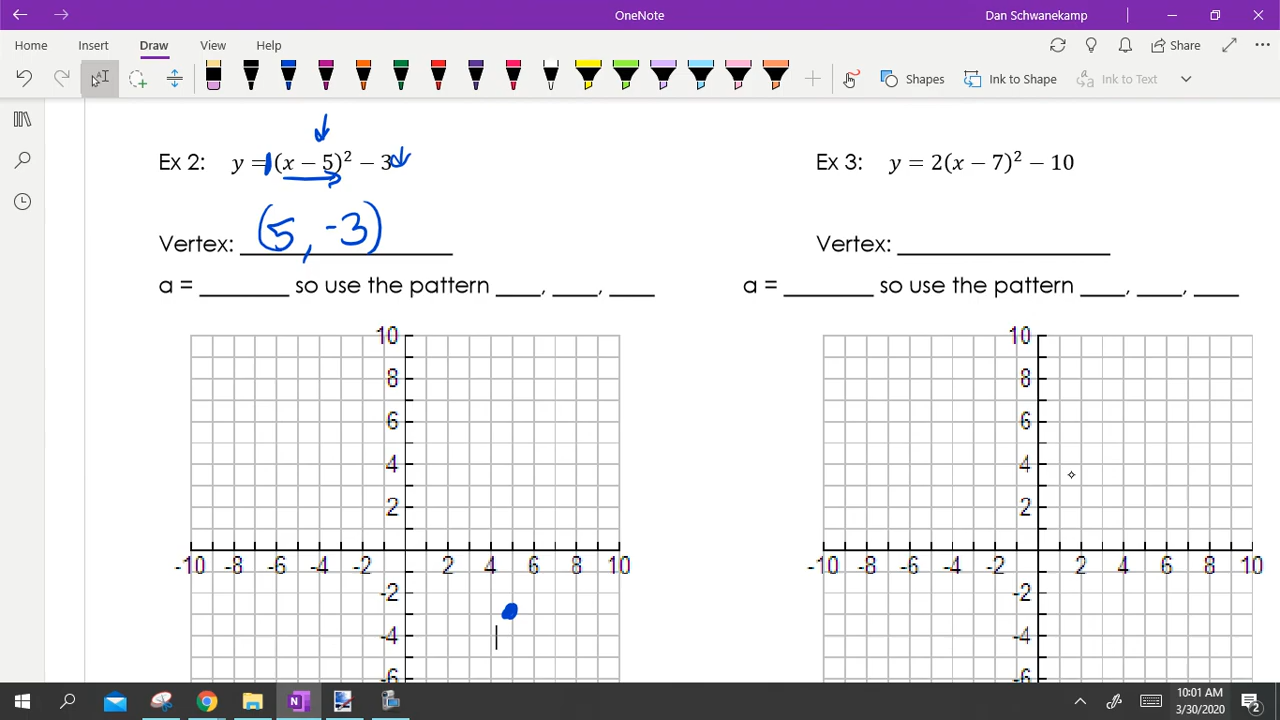 OneNote
Dan Schwanekamp
Home Insert Draw View Help
Share
Shapes Ink to Shape Ink to Text
Ex 2: y = 1(x − 5)² − 3
Vertex: (5, -3)
a = ________ so use the pattern ____, ____, ____
10
8
6
4
2
-10 -8 -6 -4 -2 2 4 6 8 10
-2
-4
-6
Ex 3: y = 2(x − 7)² − 10
Vertex: ___________________
a = ________ so use the pattern ____, ____, ____
10
8
6
4
2
-10 -8 -6 -4 -2 2 4 6 8 10
-2
-4
-6
10:01 AM
3/30/2020
2